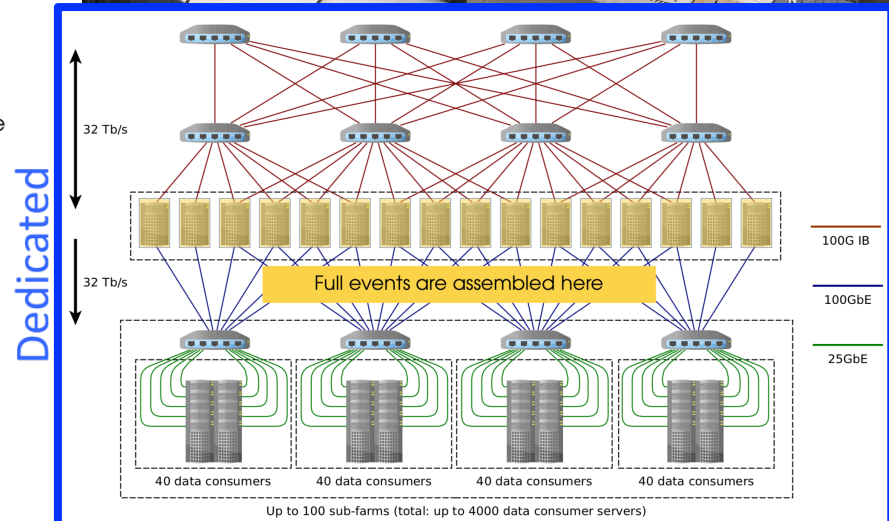 e
32 Tb/s
Dedicated
100G IB
32 Tb/s
Full events are assembled here
100GbE
25GbE
40 data consumers
40 data consumers
40 data consumers
40 data consumers
Up to 100 sub-farms (total: up to 4000 data consumer servers)